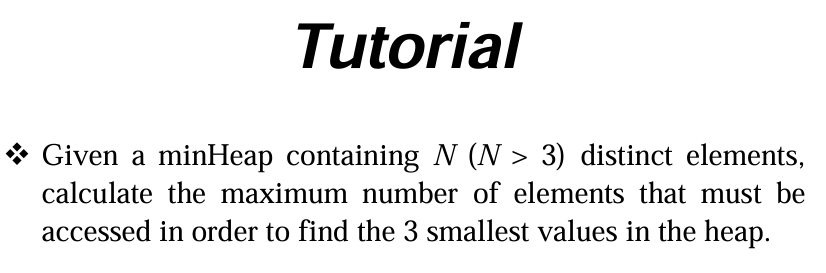 Tutorial
❖ Given a minHeap containing N (N > 3) distinct elements,
calculate the maximum number of elements that must be
accessed in order to find the 3 smallest values in the heap.